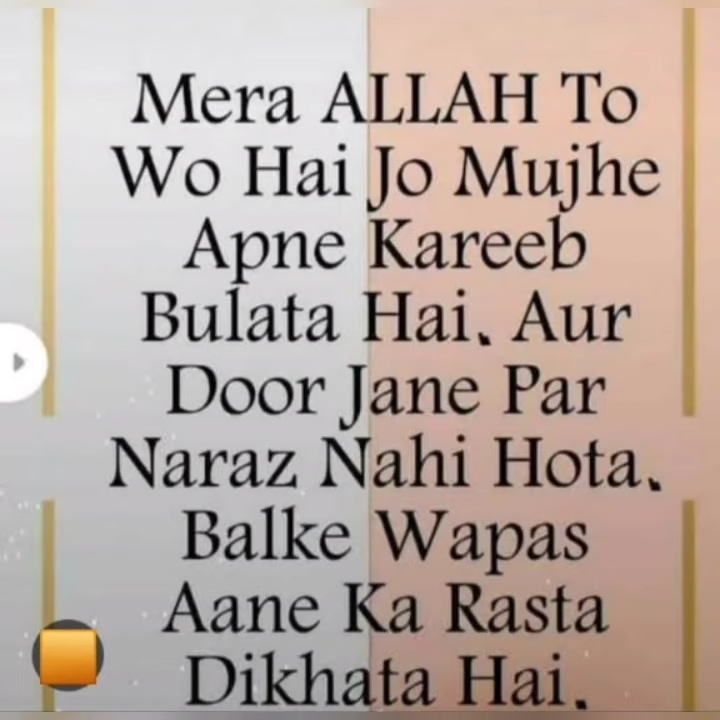 Mera ALLAH To
Wo Hai Jo Mujhe
Apne Kareeb
Bulata Hai. Aur
Door Jane Par
Naraz Nahi Hota.
Balke Wapas
Aane Ka Rasta
Dikhata Hai.